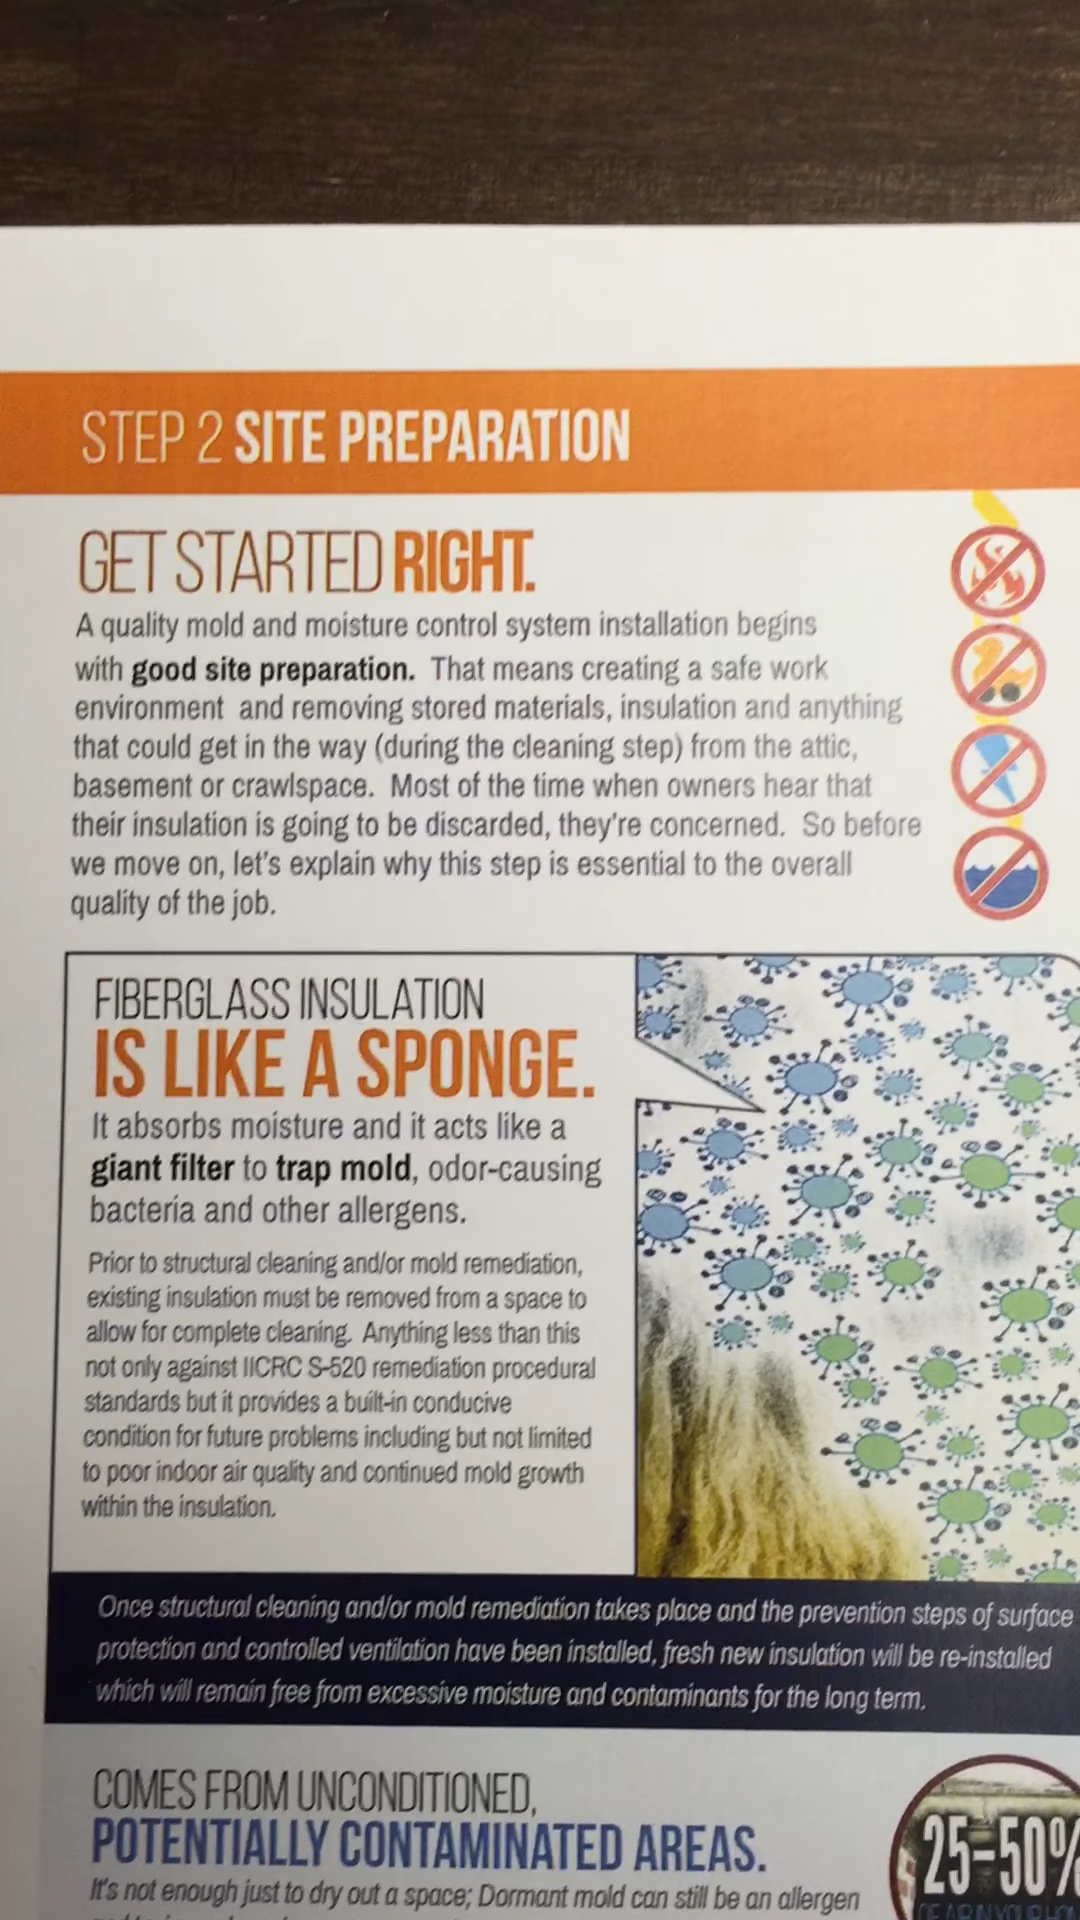 STEP 2 SITE PREPARATION
GET STARTED RIGHT.
A quality mold and moisture control system installation begins
with good site preparation. That means creating a safe work
environment and removing stored materials, insulation and anything
that could get in the way (during the cleaning step) from the attic,
basement or crawlspace. Most of the time when owners hear that
their insulation is going to be discarded, they're concerned. So before
we move on, let's explain why this step is essential to the overall
quality of the job.
FIBERGLASS INSULATION
IS LIKE A SPONGE.
It absorbs moisture and it acts like a
giant filter to trap mold, odor-causing
bacteria and other allergens.
Prior to structural cleaning and/or mold remediation,
existing insulation must be removed from a space to
allow for complete cleaning. Anything less than this
not only against IICRC S-520 remediation procedural
standards but it provides a built-in conducive
condition for future problems including but not limited
to poor indoor air quality and continued mold growth
within the insulation.
Once structural cleaning and/or mold remediation takes place and the prevention steps of surface
protection and controlled ventilation have been installed, fresh new insulation will be re-installed
which will remain free from excessive moisture and contaminants for the long term.
COMES FROM UNCONDITIONED,
POTENTIALLY CONTAMINATED AREAS.
It's not enough just to dry out a space; Dormant mold can still be an allergen
25-50%